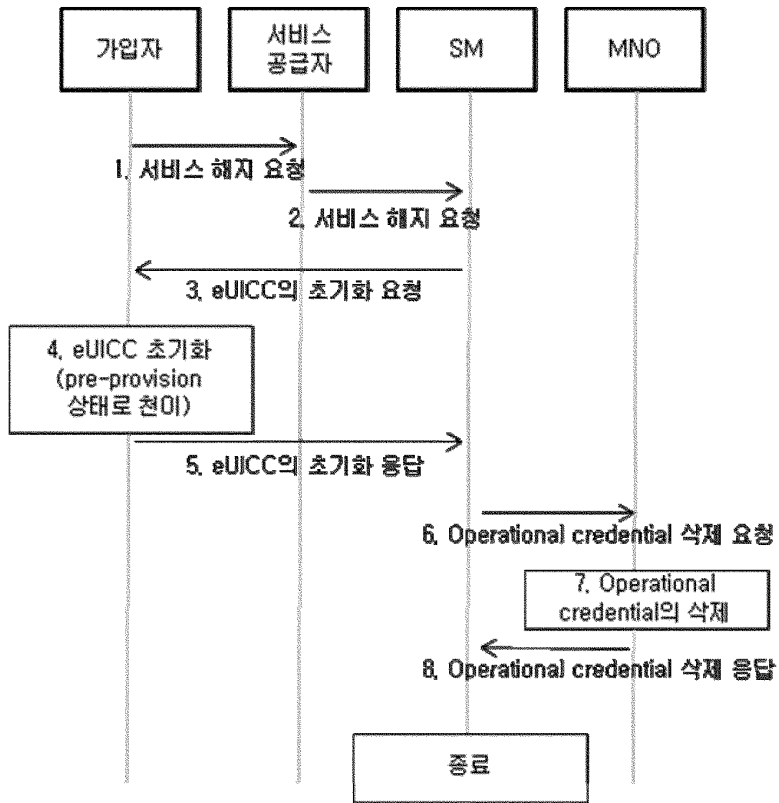 가입자
서비스
공급자
SM
MNO
1. 서비스 해지 요청
2. 서비스 해지 요청
3. eUICC의 초기화 요청
4. eUICC 초기화
(pre-provision
상태로 천이)
5. eUICC의 초기화 응답
6. Operational credential 삭제 요청
7. Operational
credential의 삭제
8. Operational credential 삭제 응답
종료